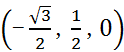 (-√3/2, 1/2, 0)